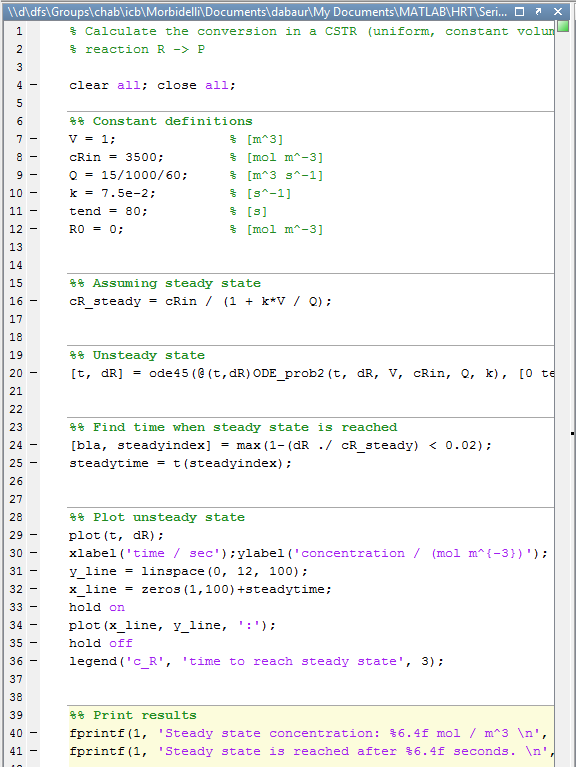 \\d\dfs\Groups\chab\icb\Morbidelli\Documents\dabaur\My Documents\MATLAB\HRT\Seri...
1 % Calculate the conversion in a CSTR (uniform, constant volum
2 % reaction R -> P
3
4 clear all; close all;
5
6 %% Constant definitions
7 V = 1; % [m^3]
8 cRin = 3500; % [mol m^-3]
9 Q = 15/1000/60; % [m^3 s^-1]
10 k = 7.5e-2; % [s^-1]
11 tend = 80; % [s]
12 R0 = 0; % [mol m^-3]
13
14
15 %% Assuming steady state
16 cR_steady = cRin / (1 + k*V / Q);
17
18
19 %% Unsteady state
20 [t, dR] = ode45(@(t,dR)ODE_prob2(t, dR, V, cRin, Q, k), [0 te
21
22
23 %% Find time when steady state is reached
24 [bla, steadyindex] = max(1-(dR ./ cR_steady) < 0.02);
25 steadytime = t(steadyindex);
26
27
28 %% Plot unsteady state
29 plot(t, dR);
30 xlabel('time / sec');ylabel('concentration / (mol m^{-3})');
31 y_line = linspace(0, 12, 100);
32 x_line = zeros(1,100)+steadytime;
33 hold on
34 plot(x_line, y_line, ':');
35 hold off
36 legend('c_R', 'time to reach steady state', 3);
37
38
39 %% Print results
40 fprintf(1, 'Steady state concentration: %6.4f mol / m^3 \n',
41 fprintf(1, 'Steady state is reached after %6.4f seconds. \n',